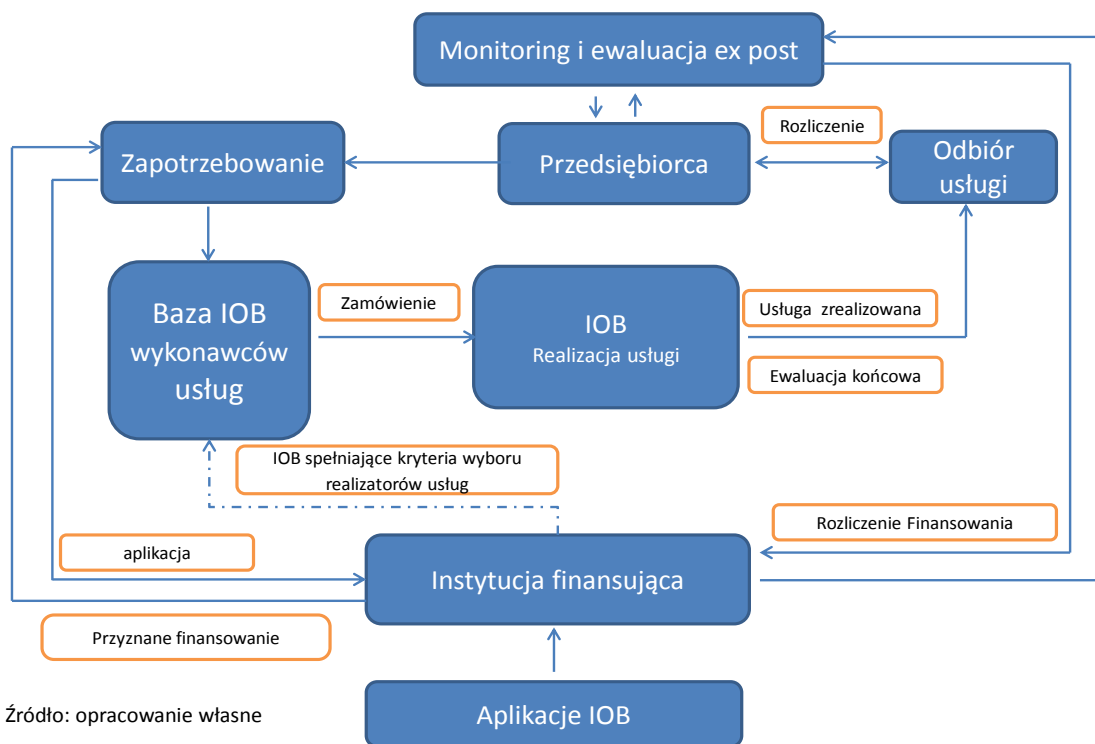 Monitoring i ewaluacja ex post
Rozliczenie
Zapotrzebowanie
Przedsiębiorca
Odbiór
usługi
Baza IOB
wykonawców
usług
Zamówienie
IOB
Realizacja usługi
Usługa zrealizowana
Ewaluacja końcowa
IOB spełniające kryteria wyboru
realizatorów usług
Rozliczenie Finansowania
aplikacja
Instytucja finansująca
Przyznane finansowanie
Aplikacje IOB
Źródło: opracowanie własne